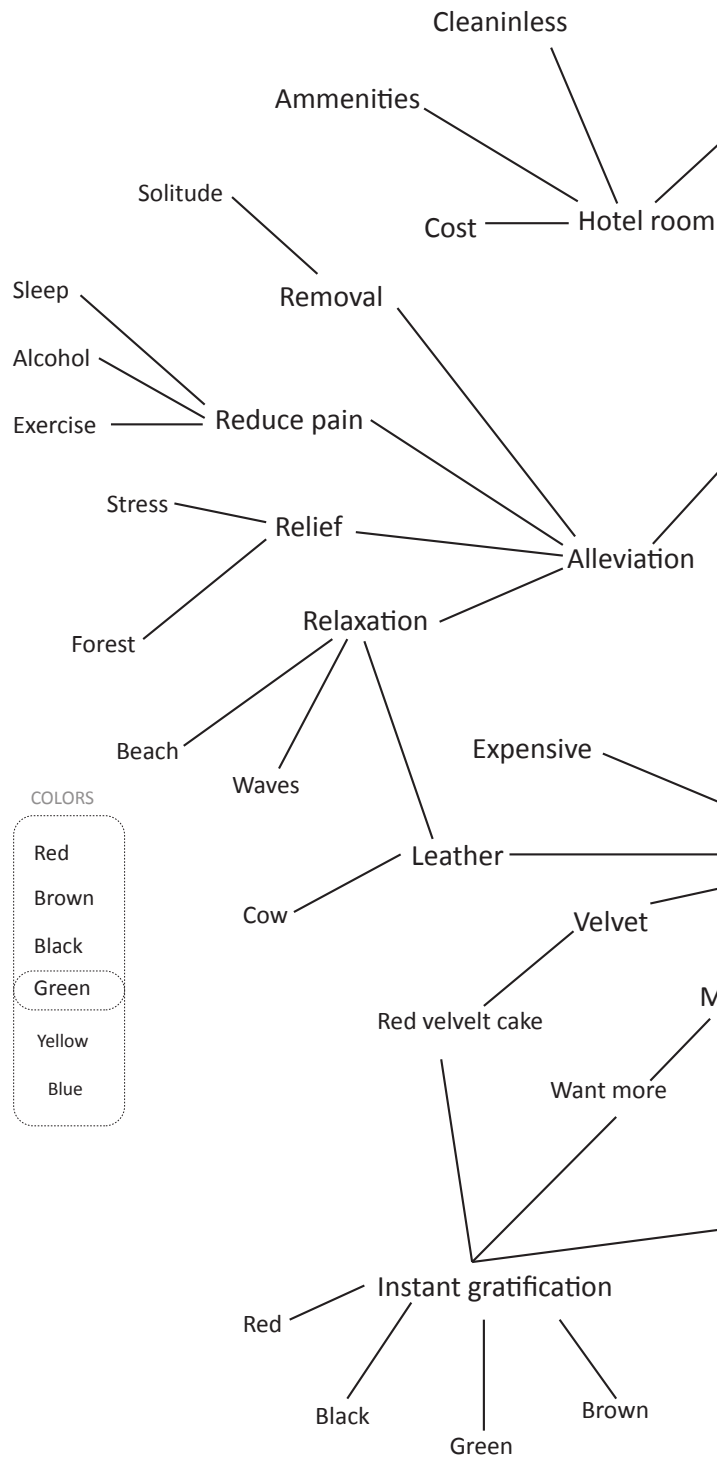 Cleaninless
Ammenities
Solitude
Cost
Hotel room
Sleep
Removal
Alcohol
Exercise
Reduce pain
Stress
Relief
Alleviation
Relaxation
Forest
Beach
Expensive
Waves
COLORS
Red
Leather
Brown
Cow
Velvet
Black
Green
M
Red velvelt cake
Yellow
Blue
Want more
Instant gratification
Red
Black
Brown
Green